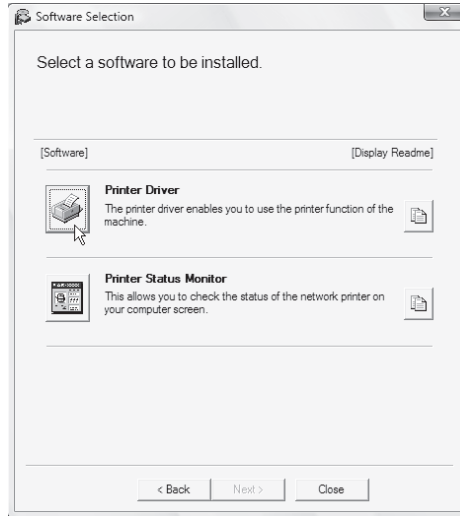 Software Selection
Select a software to be installed.
[Software] [Display Readme]
Printer Driver
The printer driver enables you to use the printer function of the
machine.
Printer Status Monitor
This allows you to check the status of the network printer on
your computer screen.
< Back Next > Close